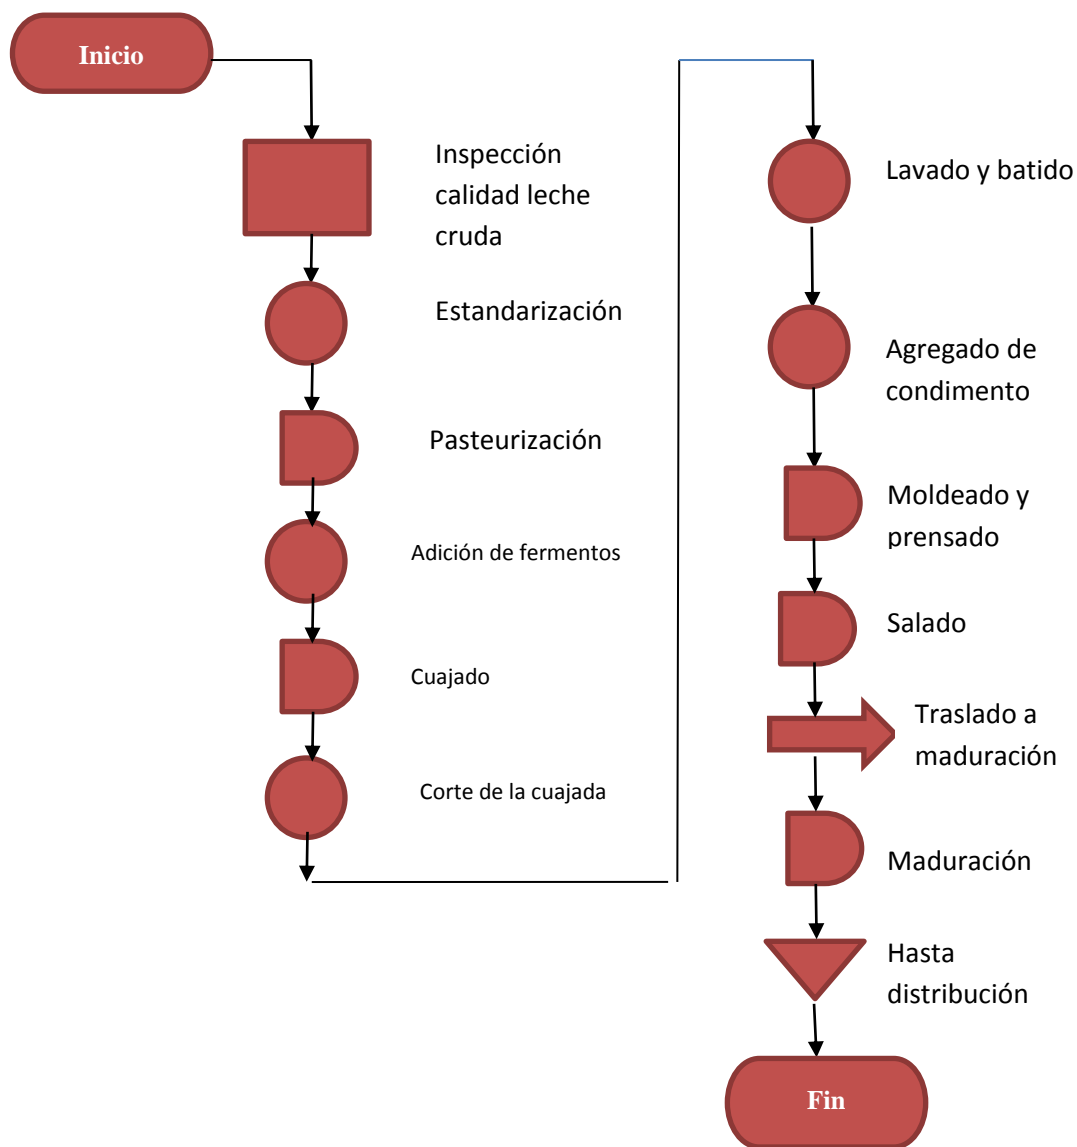 Inicio
Inspección
calidad leche
cruda
Estandarización
Pasteurización
Adición de fermentos
Cuajado
Corte de la cuajada
Lavado y batido
Agregado de
condimento
Moldeado y
prensado
Salado
Traslado a
maduración
Maduración
Hasta
distribución
Fin